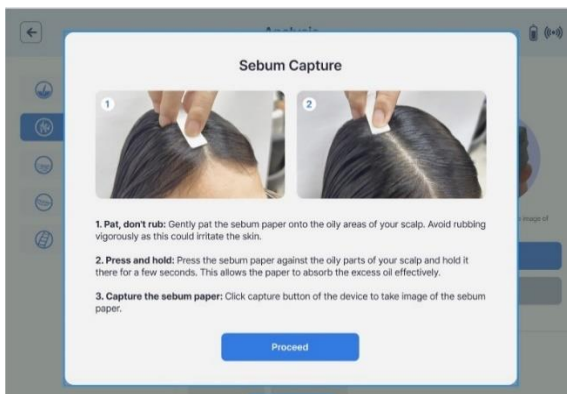 Analysis
Sebum Capture
1
2
1. Pat, don't rub: Gently pat the sebum paper onto the oily areas of your scalp. Avoid rubbing
vigorously as this could irritate the skin.
2. Press and hold: Press the sebum paper against the oily parts of your scalp and hold it
there for a few seconds. This allows the paper to absorb the excess oil effectively.
3. Capture the sebum paper: Click capture button of the device to take image of the sebum
paper.
image of
Proceed